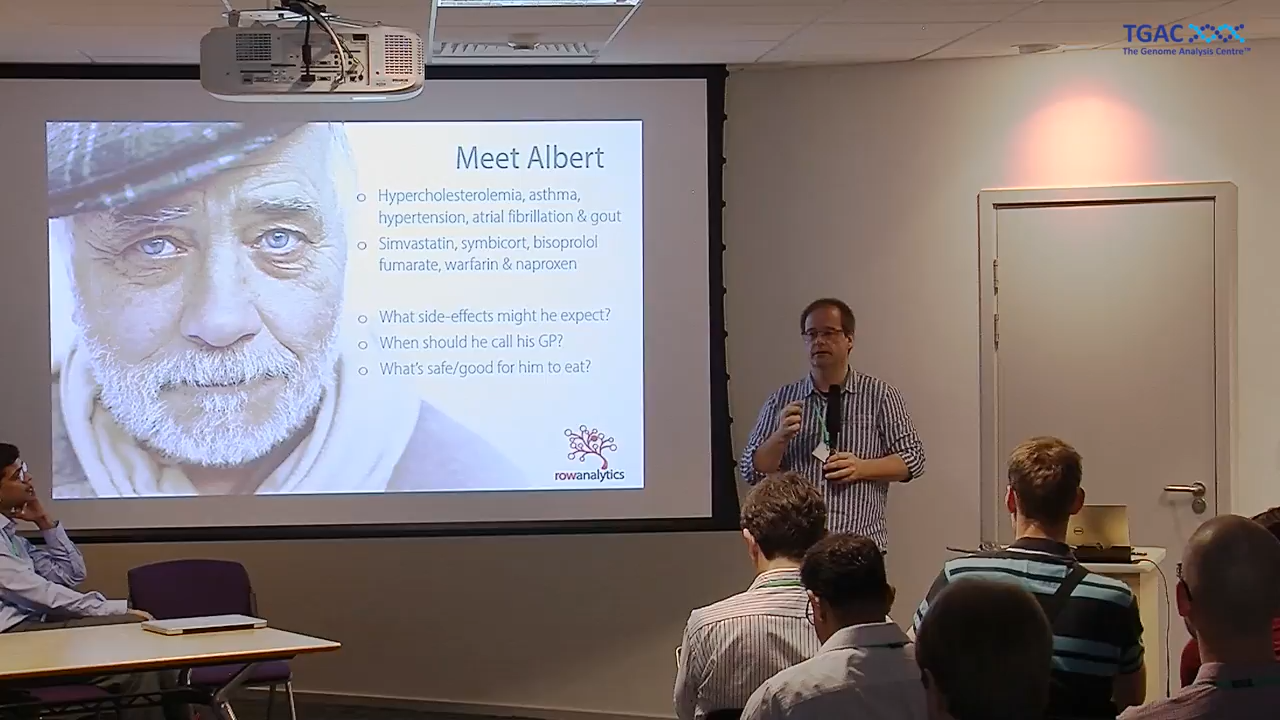 TGAC
The Genome Analysis Centre™
Meet Albert
o Hypercholesterolemia, asthma,
hypertension, atrial fibrillation & gout
o Simvastatin, symbicort, bisoprolol
fumarate, warfarin & naproxen
o What side-effects might he expect?
o When should he call his GP?
o What's safe/good for him to eat?
rowanalytics